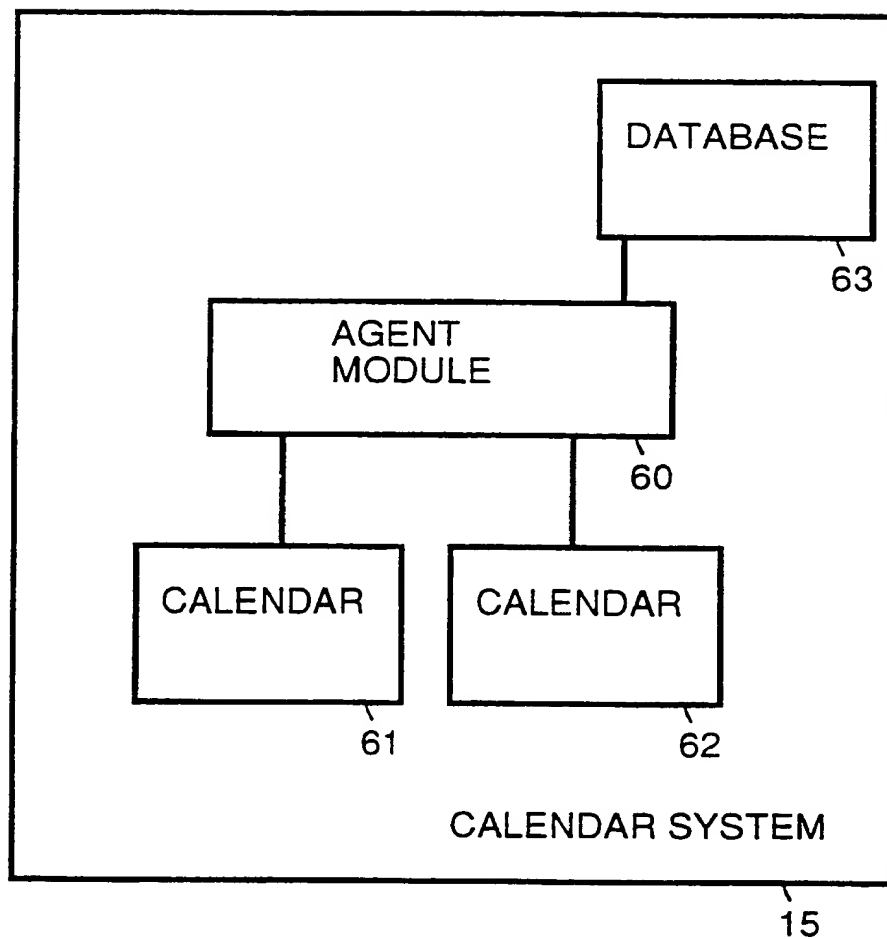 DATABASE
63
AGENT
MODULE
60
CALENDAR
CALENDAR
61
62
CALENDAR SYSTEM
15